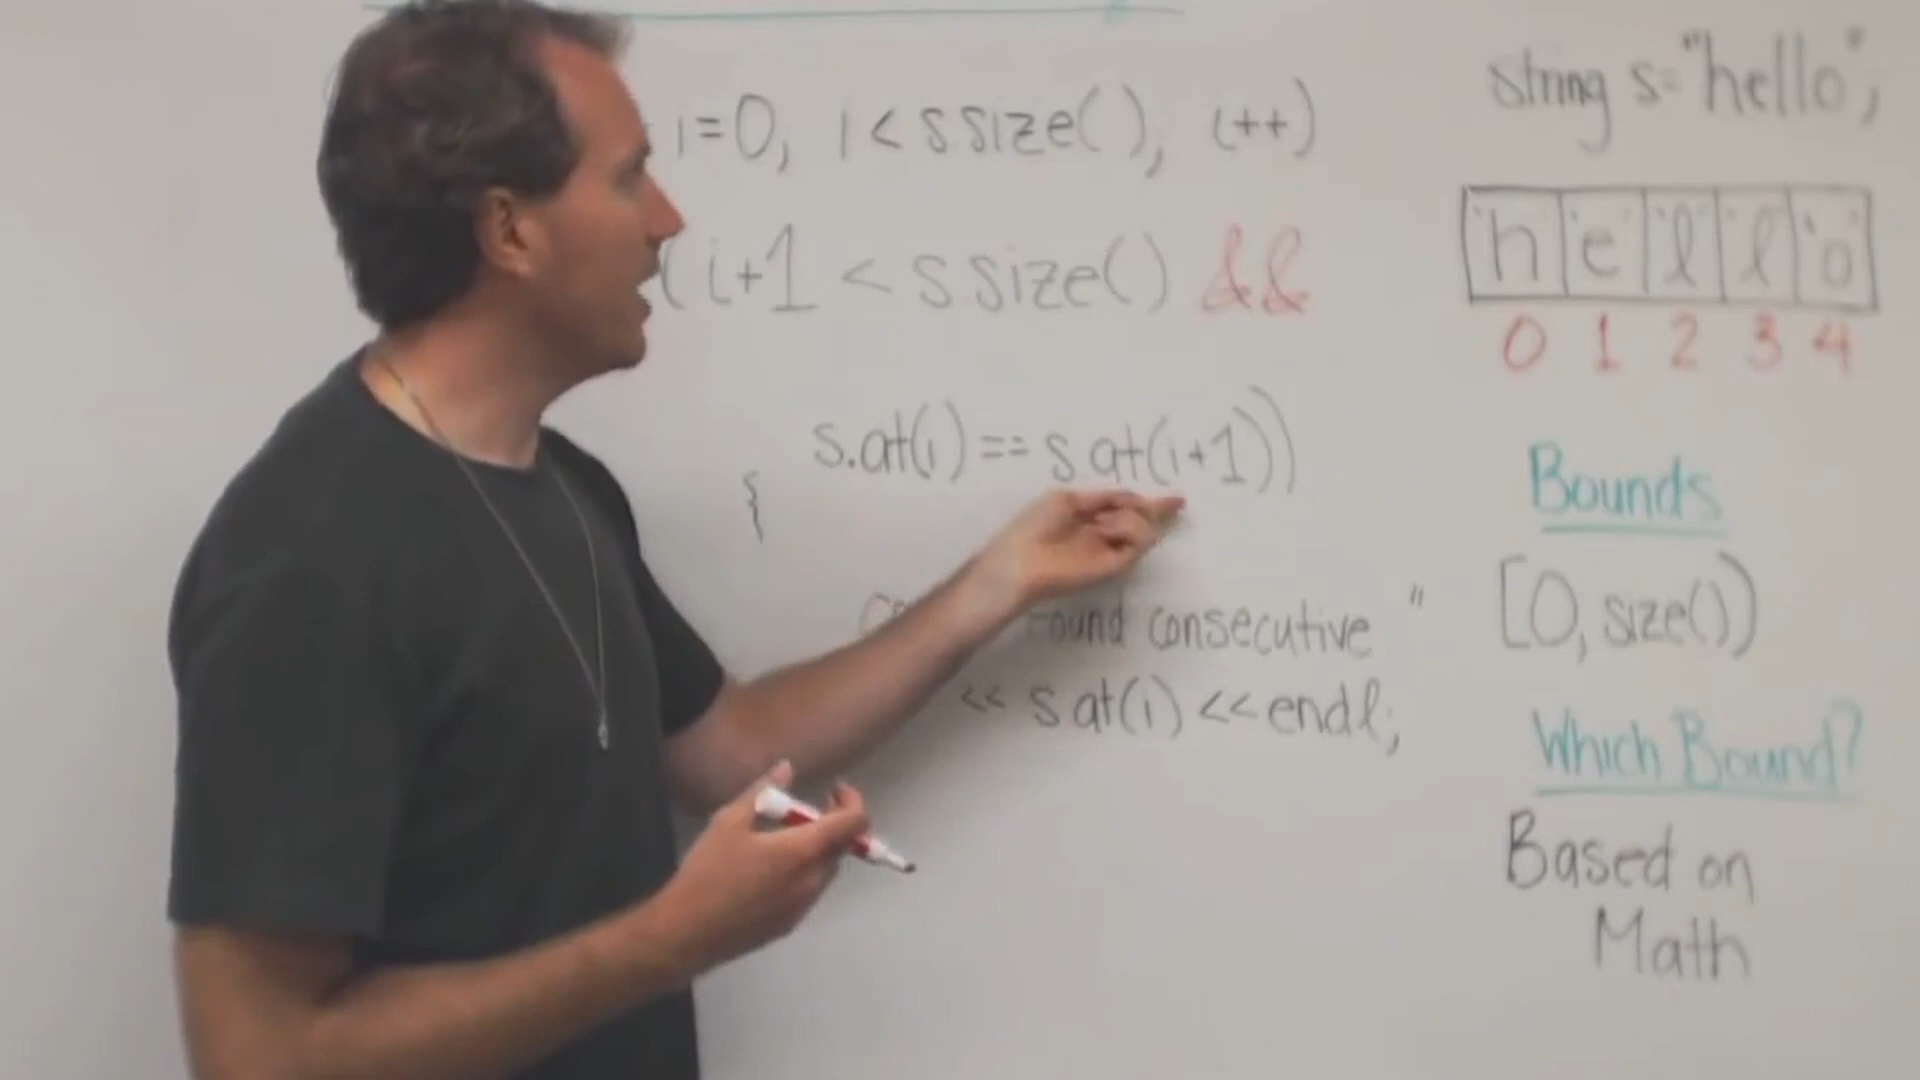 i=0, i<s size(), i++)
(i+1 < s size() &&
s.at(i) == s at(i+1))
{
found consecutive "
<< s at(i) << endl;
string s="hello";
'h' 'e' 'l' 'l' 'o'
0 1 2 3 4
Bounds
[0, size())
Which Bound?
Based on
Math